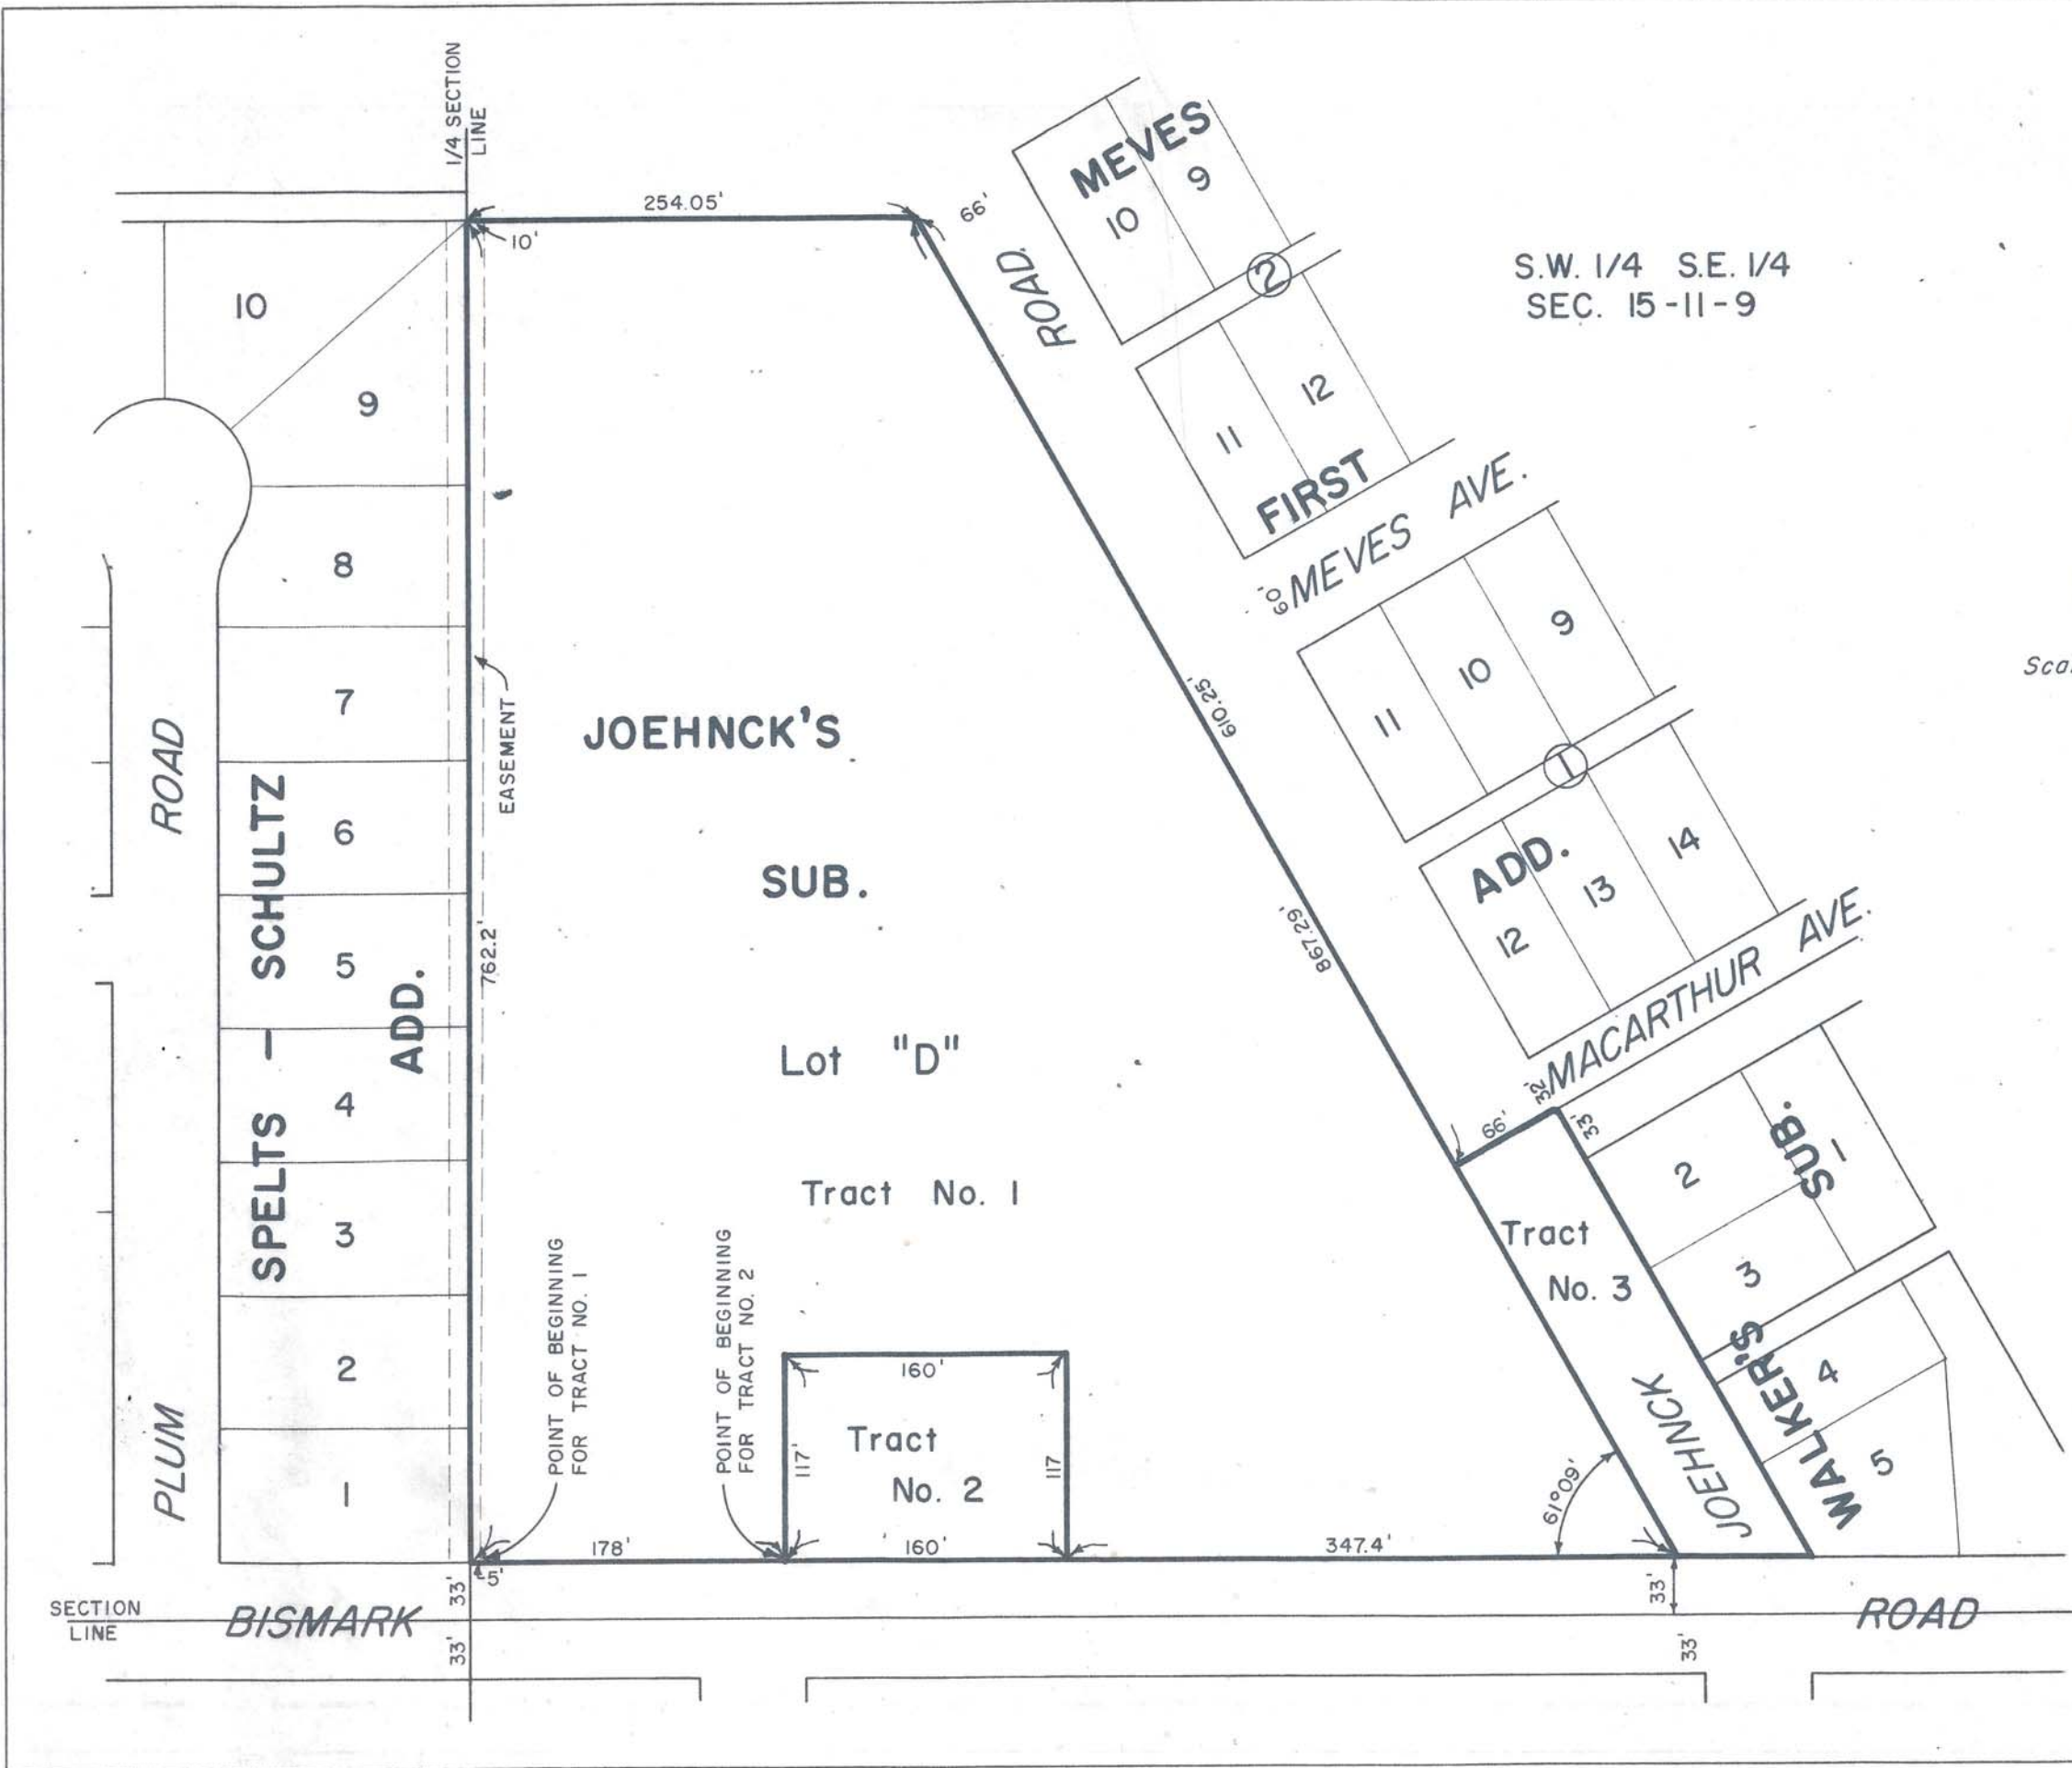 1/4 SECTION
LINE
254.05'
66'
10'
MEVES
9
10
2
ROAD.
S.W. 1/4 S.E. 1/4
SEC. 15-11-9
10
9
8
7
6
5
4
3
2
1
11
12
FIRST
MEVES AVE.
60'
9
10
11
1
ADD.
12
13
14
MACARTHUR AVE.
32'
33'
66'
ROAD
PLUM
SPELTS - SCHULTZ
ADD.
EASEMENT
762.2'
JOEHNCK'S
SUB.
Lot "D"
Tract No. 1
610.25'
867.29'
2
1
SUB.
3
WALKER'S
4
5
Tract
No. 3
JOEHNCK
61°09'
POINT OF BEGINNING
FOR TRACT NO. 1
POINT OF BEGINNING
FOR TRACT NO. 2
160'
117'
Tract
No. 2
117
178'
160'
347.4'
5'
33'
33'
33'
33'
SECTION
LINE
BISMARK
ROAD